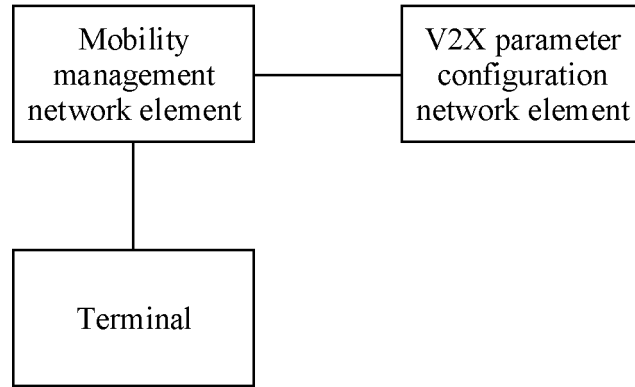 Mobility
management
network element
V2X parameter
configuration
network element
Terminal